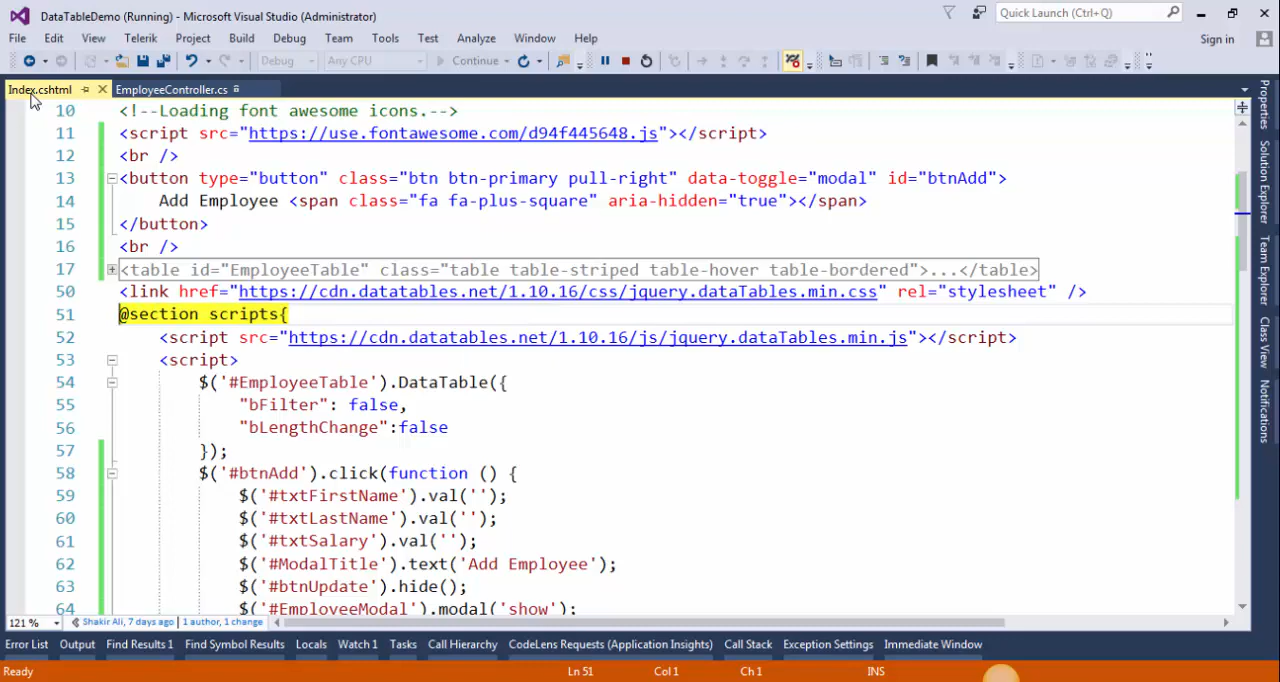 DataTableDemo (Running) - Microsoft Visual Studio (Administrator)
Quick Launch (Ctrl+Q)
File Edit View Telerik Project Build Debug Team Tools Test Analyze Window Help
Sign in
Debug Any CPU Continue
Index.cshtml EmployeeController.cs
10 <!--Loading font awesome icons.-->
11 <script src="https://use.fontawesome.com/d94f445648.js"></script>
12 <br />
13 <button type="button" class="btn btn-primary pull-right" data-toggle="modal" id="btnAdd">
14 Add Employee <span class="fa fa-plus-square" aria-hidden="true"></span>
15 </button>
16 <br />
17 <table id="EmployeeTable" class="table table-striped table-hover table-bordered">...</table>
50 <link href="https://cdn.datatables.net/1.10.16/css/jquery.dataTables.min.css" rel="stylesheet" />
51 @section scripts{
52 <script src="https://cdn.datatables.net/1.10.16/js/jquery.dataTables.min.js"></script>
53 <script>
54 $('#EmployeeTable').DataTable({
55 "bFilter": false,
56 "bLengthChange":false
57 });
58 $('#btnAdd').click(function () {
59 $('#txtFirstName').val('');
60 $('#txtLastName').val('');
61 $('#txtSalary').val('');
62 $('#ModalTitle').text('Add Employee');
63 $('#btnUpdate').hide();
64 $('#EmployeeModal').modal('show');
Properties
Solution Explorer
Team Explorer
Class View
Notifications
121 % Shakir Ali, 7 days ago | 1 author, 1 change
Error List Output Find Results 1 Find Symbol Results Locals Watch 1 Tasks Call Hierarchy CodeLens Requests (Application Insights) Call Stack Exception Settings Immediate Window
Ready Ln 51 Col 1 Ch 1 INS